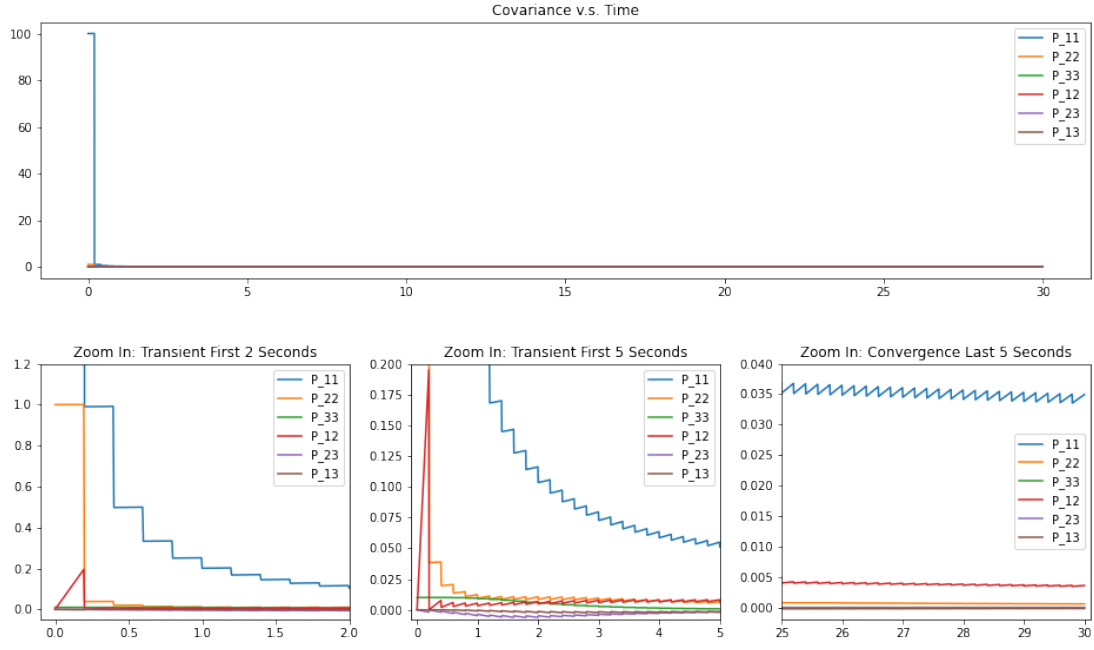 Covariance v.s. Time
100
80
60
40
20
0
0 5 10 15 20 25 30
P_11
P_22
P_33
P_12
P_23
P_13
Zoom In: Transient First 2 Seconds
1.2
1.0
0.8
0.6
0.4
0.2
0.0
0.0 0.5 1.0 1.5 2.0
P_11
P_22
P_33
P_12
P_23
P_13
Zoom In: Transient First 5 Seconds
0.200
0.175
0.150
0.125
0.100
0.075
0.050
0.025
0.000
0 1 2 3 4 5
P_11
P_22
P_33
P_12
P_23
P_13
Zoom In: Convergence Last 5 Seconds
0.040
0.035
0.030
0.025
0.020
0.015
0.010
0.005
0.000
25 26 27 28 29 30
P_11
P_22
P_33
P_12
P_23
P_13